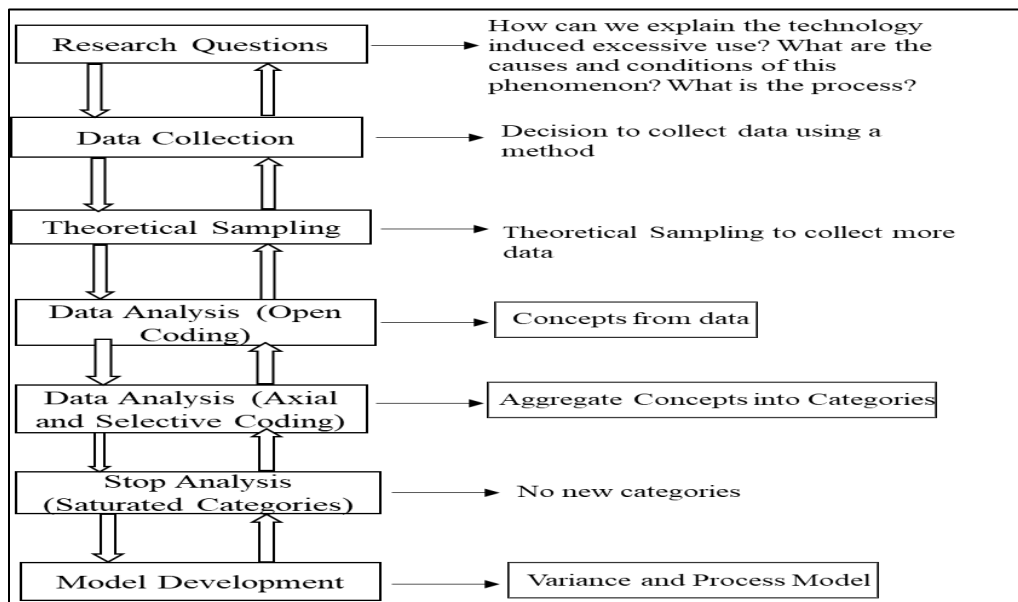 Research Questions
How can we explain the technology
induced excessive use? What are the
causes and conditions of this
phenomenon? What is the process?
Data Collection
Decision to collect data using a
method
Theoretical Sampling
Theoretical Sampling to collect more
data
Data Analysis (Open
Coding)
Concepts from data
Data Analysis (Axial
and Selective Coding)
Aggregate Concepts into Categories
Stop Analysis
(Saturated Categories)
No new categories
Model Development
Variance and Process Model